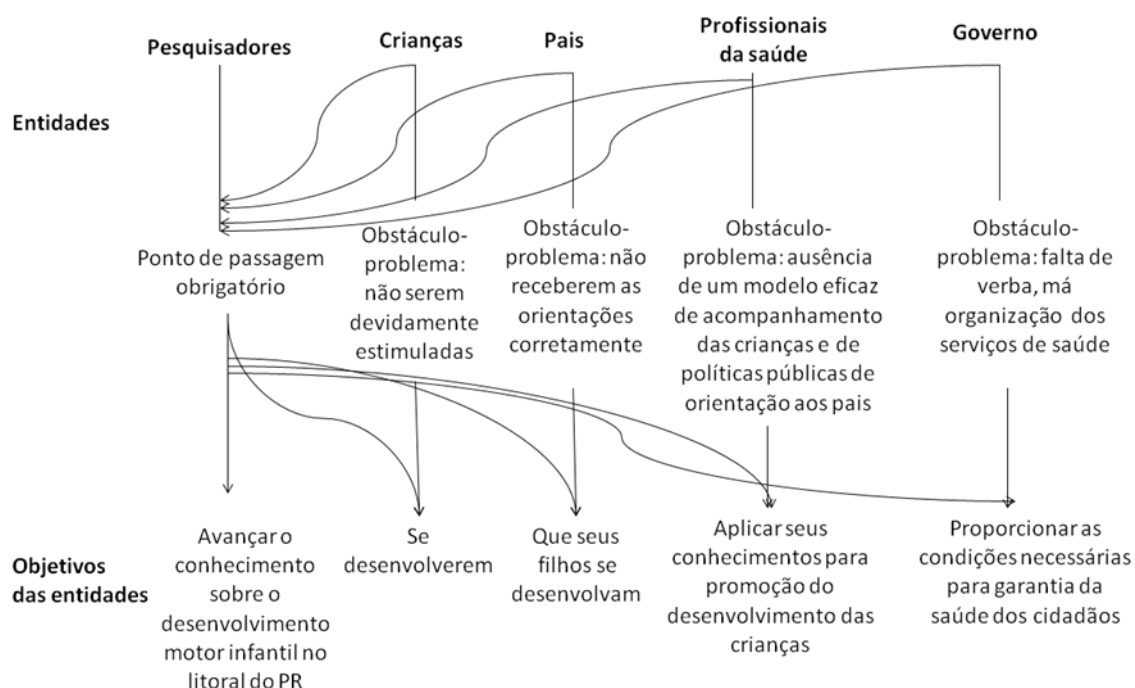 Pesquisadores
Crianças
Pais
Profissionais
da saúde
Governo
Entidades
Ponto de passagem
obrigatório
Obstáculo-
problema:
não serem
devidamente
estimuladas
Obstáculo-
problema: não
receberem as
orientações
corretamente
Obstáculo-
problema: ausência
de um modelo eficaz
de acompanhamento
das crianças e de
políticas públicas de
orientação aos pais
Obstáculo-
problema: falta de
verba, má
organização dos
serviços de saúde
Objetivos
das entidades
Avançar o
conhecimento
sobre o
desenvolvimento
motor infantil no
litoral do PR
Se
desenvolverem
Que seus
filhos se
desenvolvam
Aplicar seus
conhecimentos para
promoção do
desenvolvimento das
crianças
Proporcionar as
condições necessárias
para garantia da
saúde dos cidadãos